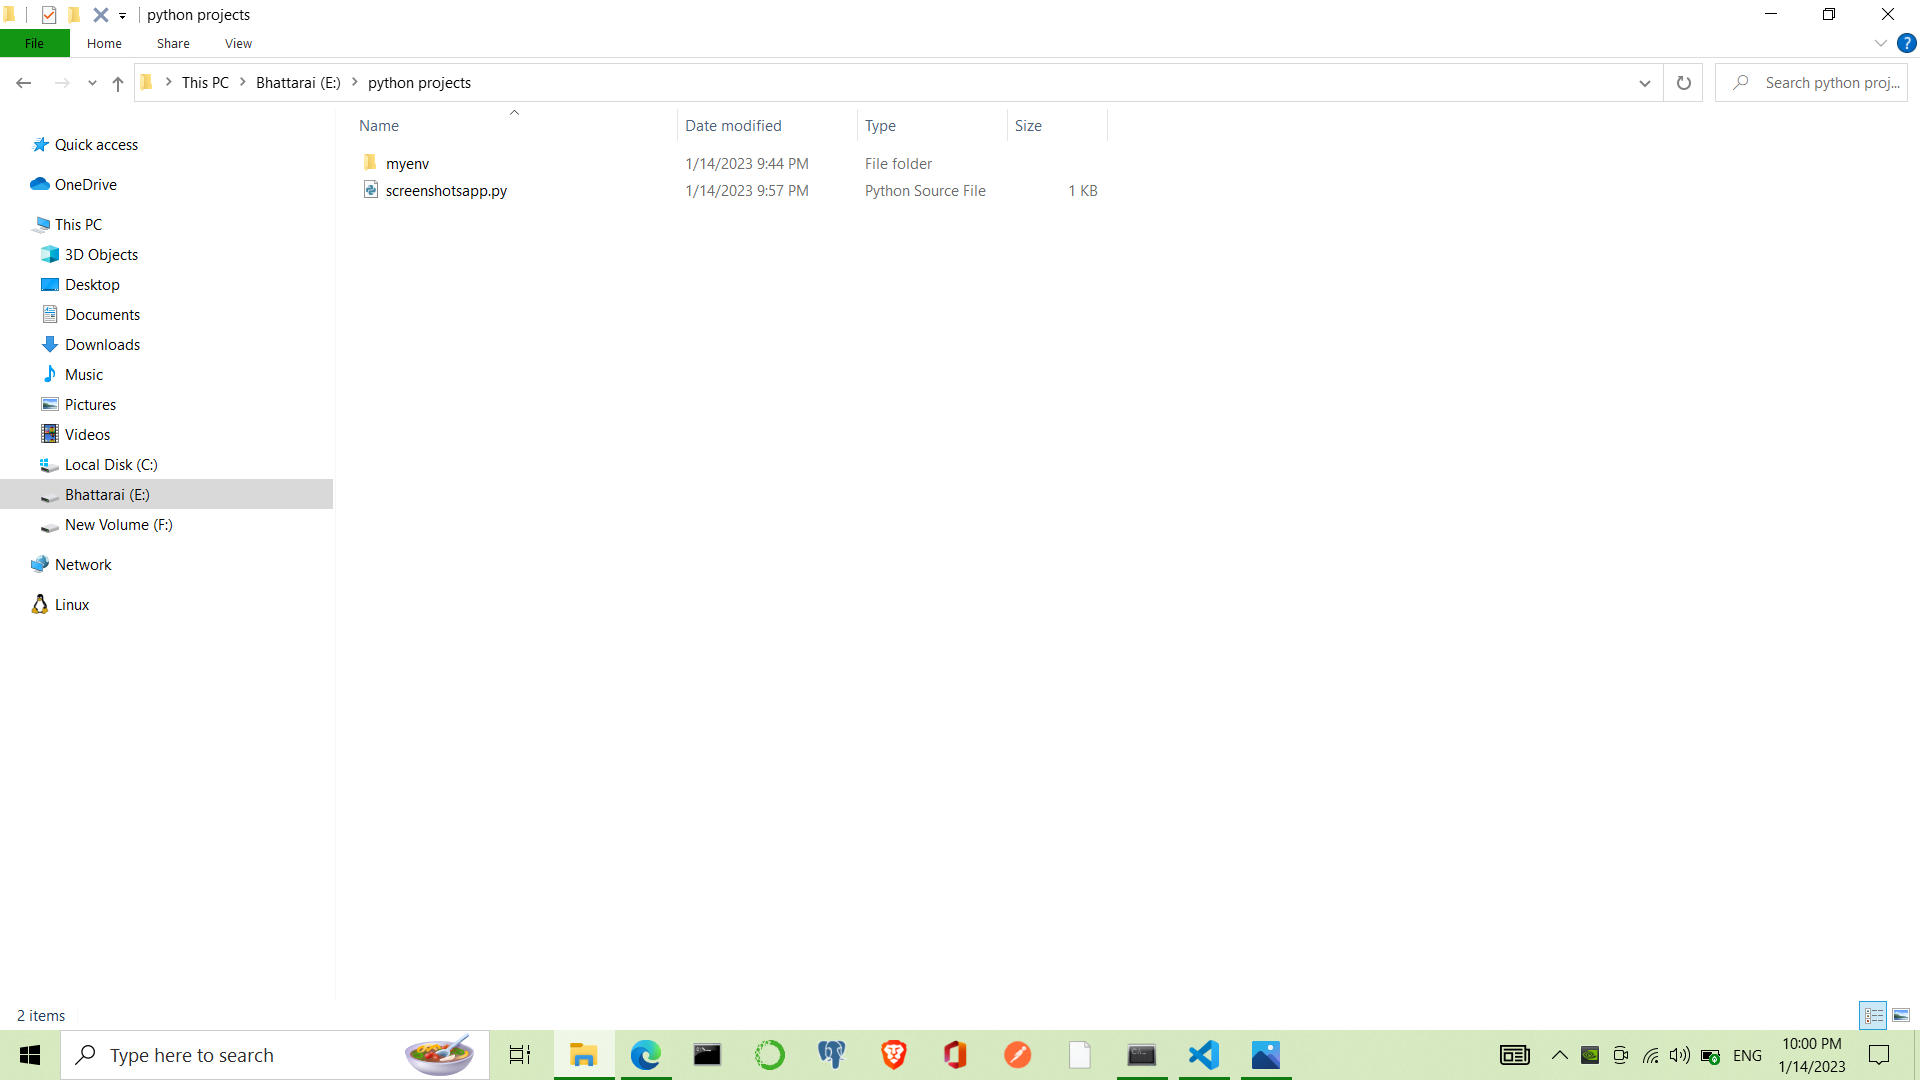 python projects
File Home Share View
This PC Bhattarai (E:) python projects
Search python proj...
Name Date modified Type Size
myenv 1/14/2023 9:44 PM File folder
screenshotsapp.py 1/14/2023 9:57 PM Python Source File 1 KB
Quick access
OneDrive
This PC
3D Objects
Desktop
Documents
Downloads
Music
Pictures
Videos
Local Disk (C:)
Bhattarai (E:)
New Volume (F:)
Network
Linux
2 items
Type here to search
ENG
10:00 PM
1/14/2023